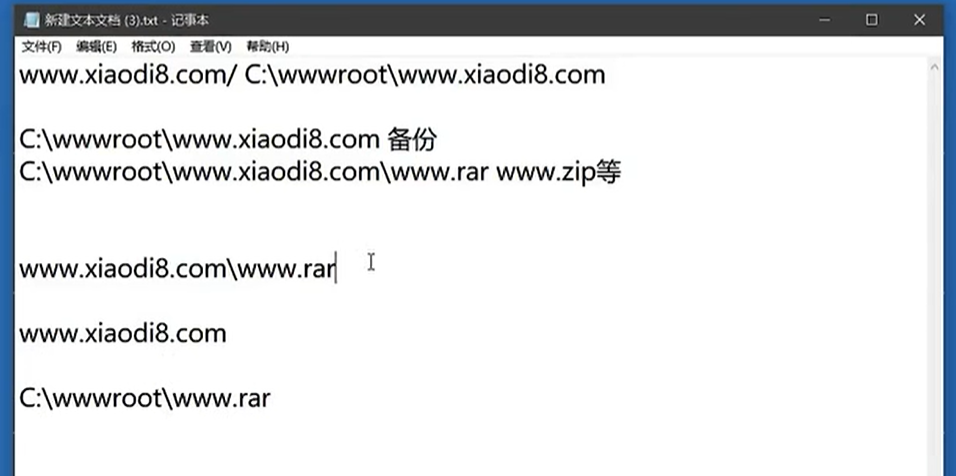 新建文本文档 (3).txt - 记事本
文件(F) 编辑(E) 格式(O) 查看(V) 帮助(H)
www.xiaodi8.com/ C:\wwwroot\www.xiaodi8.com
C:\wwwroot\www.xiaodi8.com 备份
C:\wwwroot\www.xiaodi8.com\www.rar www.zip等
www.xiaodi8.com\www.rar
www.xiaodi8.com
C:\wwwroot\www.rar